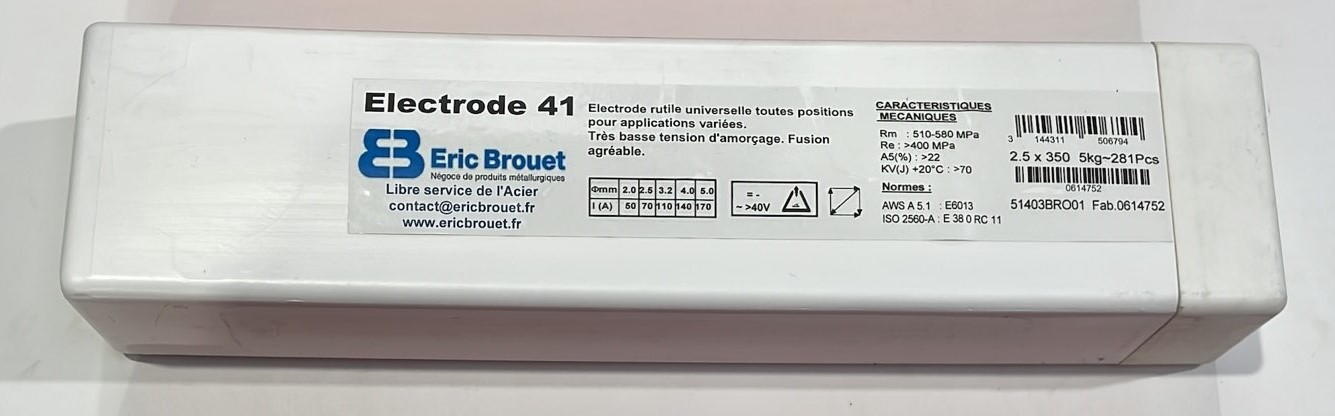 Electrode 41
EB
Eric Brouet
Négoce de produits métallurgiques
Libre service de l'Acier
contact@ericbrouet.fr
www.ericbrouet.fr
Electrode rutile universelle toutes positions
pour applications variées.
Très basse tension d'amorçage. Fusion
agréable.
Φmm 2.0 2.5 3.2 4.0 5.0
I (A) 50 70 110 140 170
= -
~ >40V
CARACTERISTIQUES
MECANIQUES
Rm : 510-580 MPa
Re : >400 MPa
A5(%) : >22
KV(J) +20°C : >70
Normes :
AWS A 5.1 : E6013
ISO 2560-A : E 38 0 RC 11
3 144311 506794
2.5 x 350 5kg~281Pcs
0614752
51403BRO01 Fab.0614752